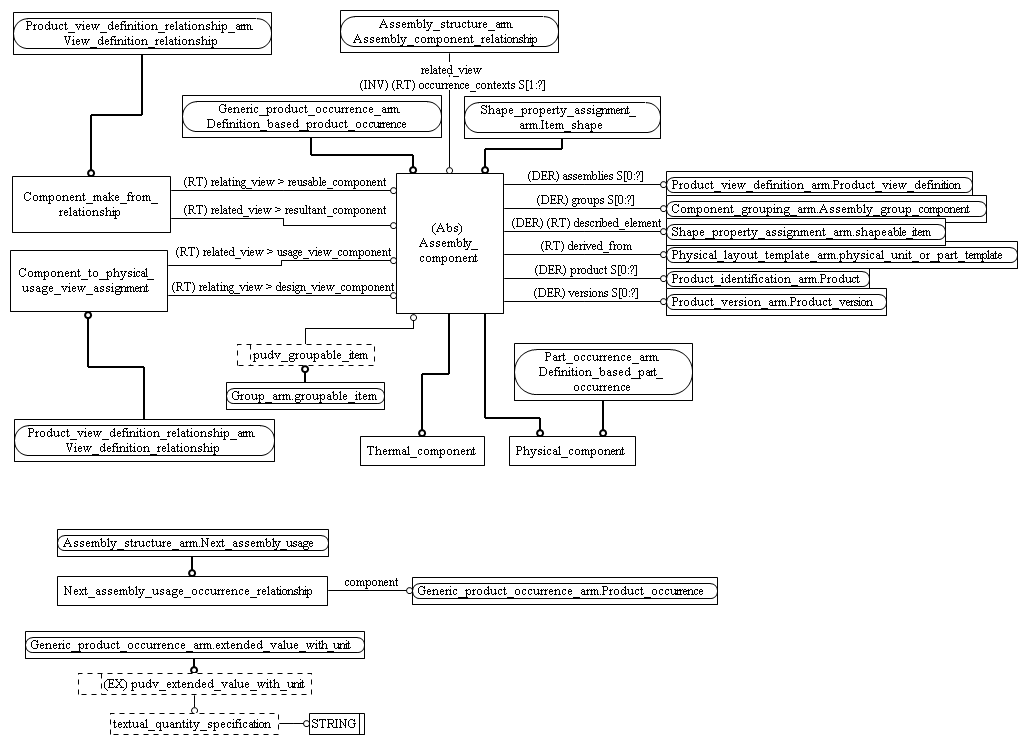 Product_view_definition_relationship_arm.
View_definition_relationship
Assembly_structure_arm.
Assembly_component_relationship
related_view
(INV) (RT) occurrence_contexts S[1:?]
Generic_product_occurrence_arm.
Definition_based_product_occurrence
Shape_property_assignment_
arm.Item_shape
Component_make_from_
relationship
(RT) relating_view > reusable_component
(RT) related_view > resultant_component
Component_to_physical_
usage_view_assignment
(RT) related_view > usage_view_component
(RT) relating_view > design_view_component
(Abs)
Assembly_
component
(DER) assemblies S[0:?]
Product_view_definition_arm.Product_view_definition
(DER) groups S[0:?]
Component_grouping_arm.Assembly_group_component
(DER) (RT) described_element
Shape_property_assignment_arm.shapeable_item
(RT) derived_from
Physical_layout_template_arm.physical_unit_or_part_template
(DER) product S[0:?]
Product_identification_arm.Product
(DER) versions S[0:?]
Product_version_arm.Product_version
pudv_groupable_item
Group_arm.groupable_item
Part_occurrence_arm.
Definition_based_part_
occurrence
Product_view_definition_relationship_arm.
View_definition_relationship
Thermal_component
Physical_component
Assembly_structure_arm.Next_assembly_usage
Next_assembly_usage_occurrence_relationship
component
Generic_product_occurrence_arm.Product_occurrence
Generic_product_occurrence_arm.extended_value_with_unit
(EX) pudv_extended_value_with_unit
textual_quantity_specification
STRING